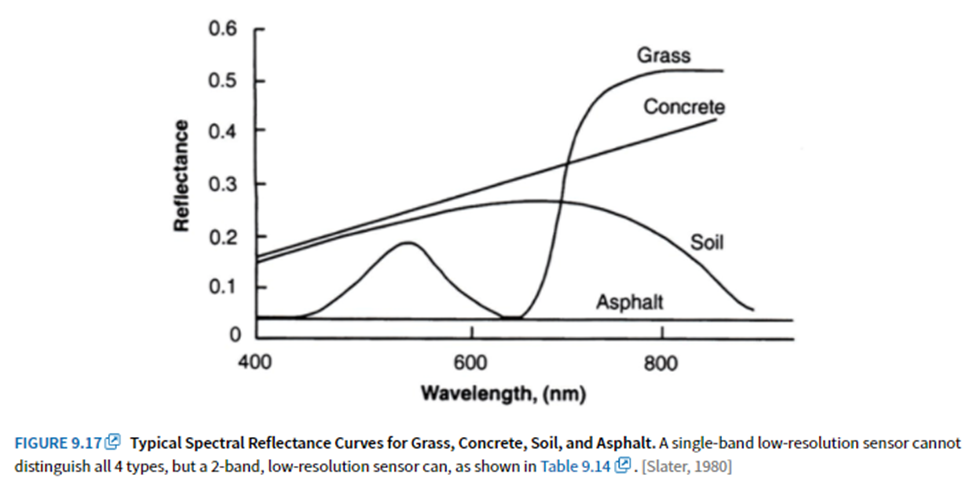 0.6
Grass
0.5
Concrete
0.4
Reflectance
0.3
0.2
Soil
0.1
Asphalt
0
400
600
800
Wavelength, (nm)
FIGURE 9.17 Typical Spectral Reflectance Curves for Grass, Concrete, Soil, and Asphalt. A single-band low-resolution sensor cannot
distinguish all 4 types, but a 2-band, low-resolution sensor can, as shown in Table 9.14 . [Slater, 1980]